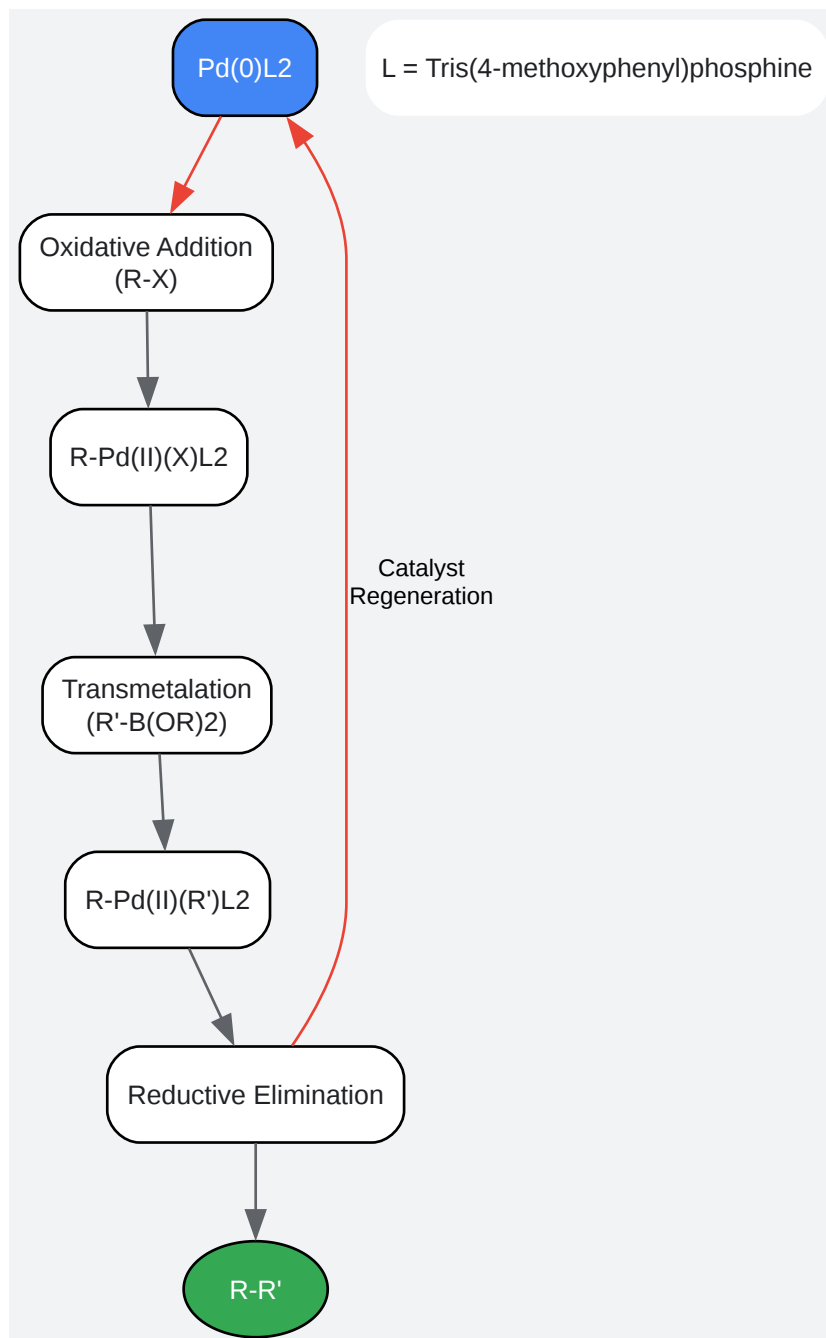 Pd(0)L2
L = Tris(4-methoxyphenyl)phosphine
Oxidative Addition
(R-X)
R-Pd(II)(X)L2
Catalyst
Regeneration
Transmetalation
(R'-B(OR)2)
R-Pd(II)(R')L2
Reductive Elimination
R-R'